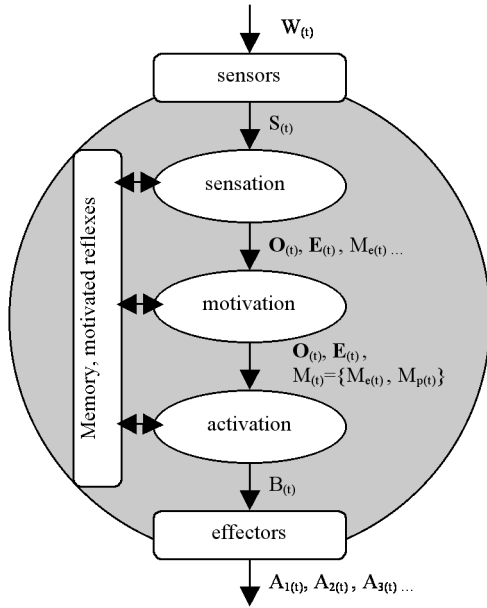 W(t)
sensors
S(t)
sensation
O(t), E(t) , Me(t) ...
motivation
O(t), E(t) ,
M(t)={Me(t) , Mp(t)}
activation
B(t)
effectors
A1(t), A2(t) , A3(t) ...
Memory, motivated reflexes